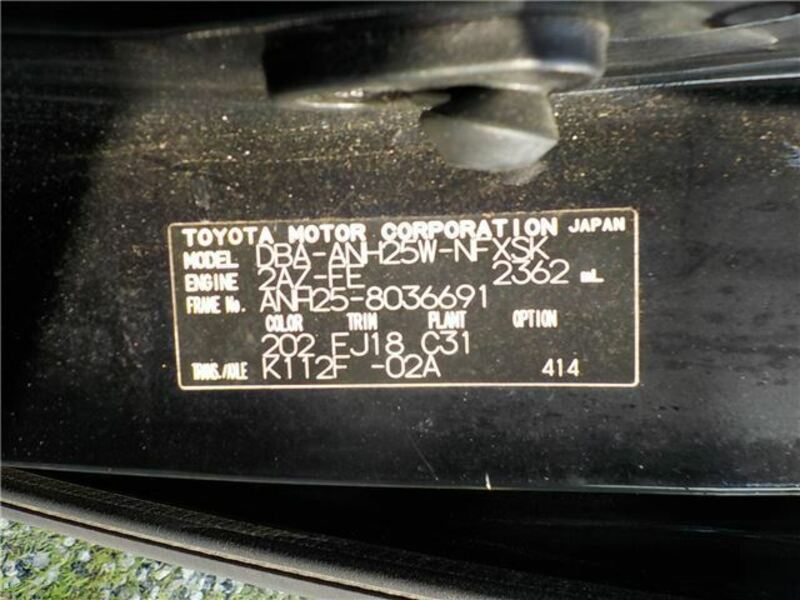 TOYOTA MOTOR CORPORATION JAPAN
MODEL DBA-ANH25W-NFXSK
ENGINE 2AZ-FE 2362 mL
FRAME No. ANH25-8036691
COLOR TRIM PLANT OPTION
202 FJ18 C31
TRANS./AXLE K112F -02A 414